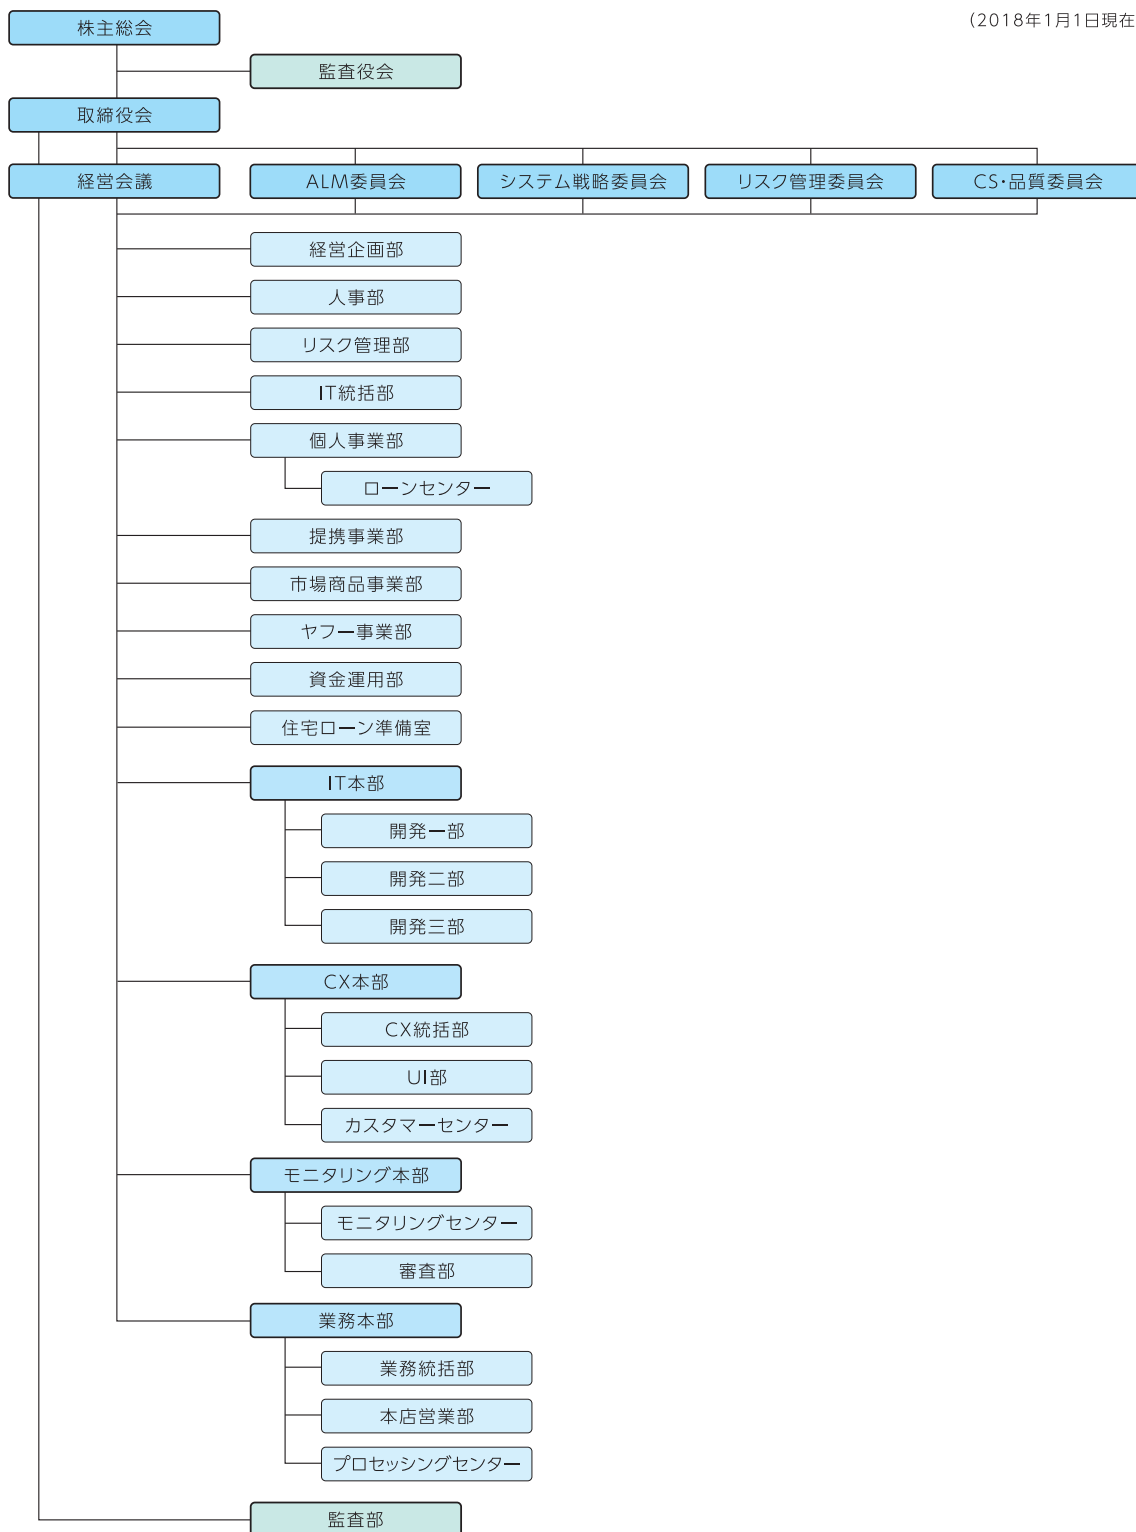 (2018年1月1日現在
株主総会
監査役会
取締役会
経営会議
ALM委員会
システム戦略委員会
リスク管理委員会
CS・品質委員会
経営企画部
人事部
リスク管理部
IT統括部
個人事業部
ローンセンター
提携事業部
市場商品事業部
ヤフー事業部
資金運用部
住宅ローン準備室
IT本部
開発一部
開発二部
開発三部
CX本部
CX統括部
UI部
カスタマーセンター
モニタリング本部
モニタリングセンター
審査部
業務本部
業務統括部
本店営業部
プロセッシングセンター
監査部